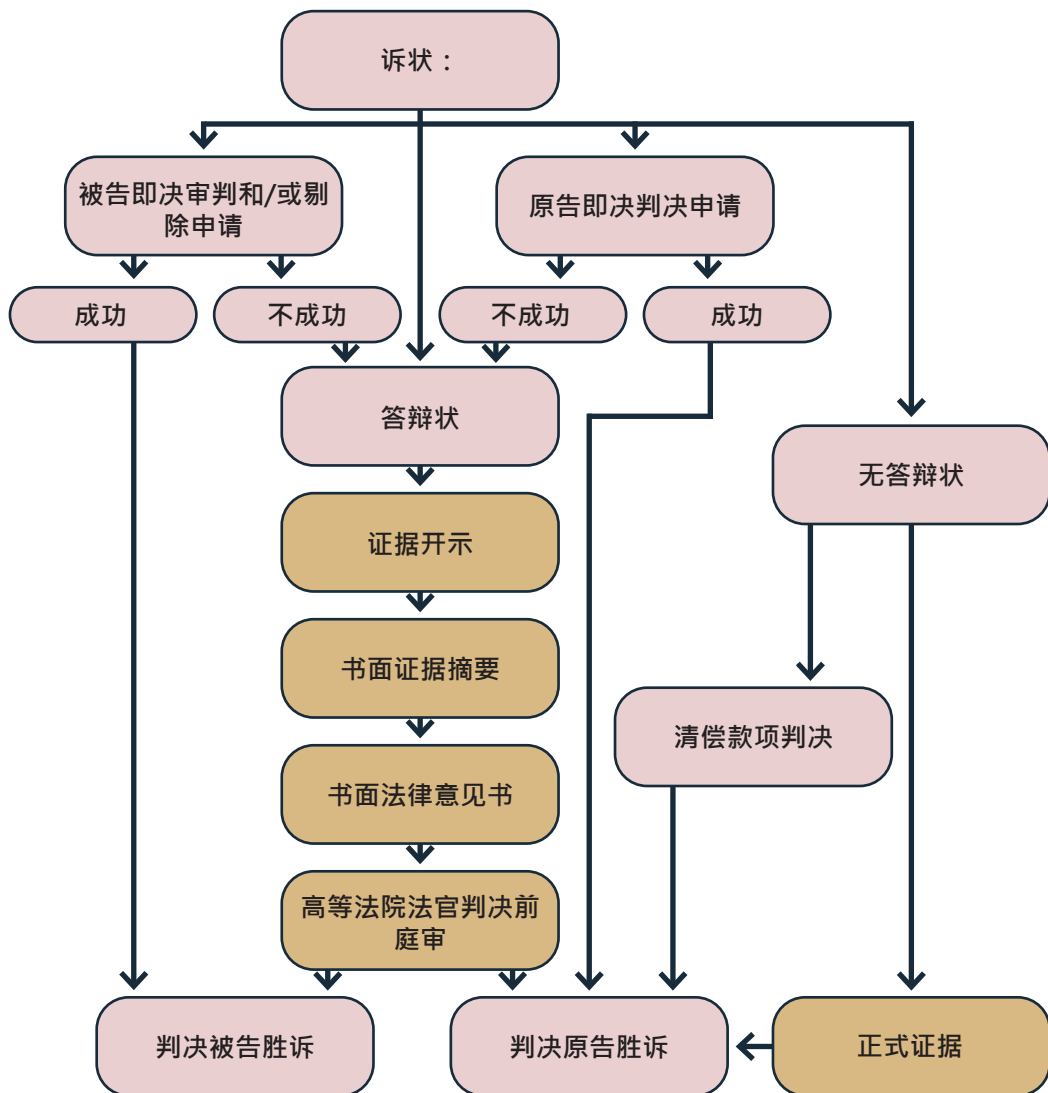 诉状：
被告即决审判和/或剔
除申请
原告即决判决申请
成功
不成功
不成功
成功
答辩状
无答辩状
证据开示
书面证据摘要
清偿款项判决
书面法律意见书
高等法院法官判决前
庭审
判决被告胜诉
判决原告胜诉
正式证据